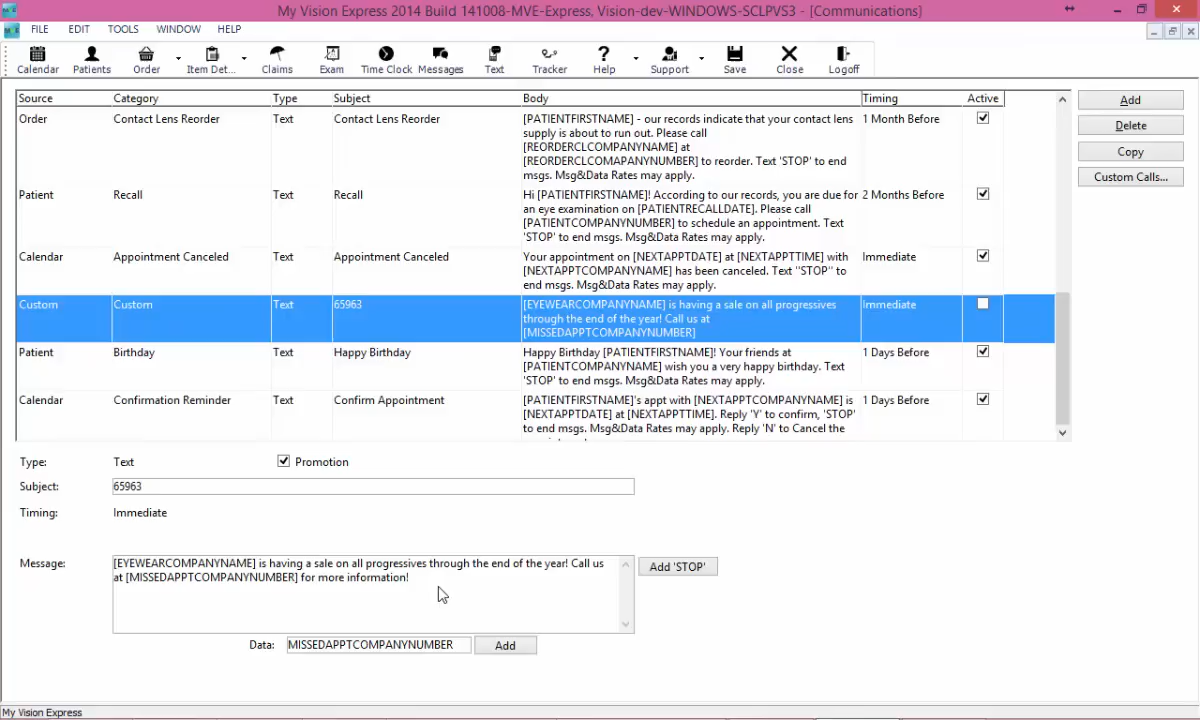 My Vision Express 2014 Build 141008-MVE-Express, Vision-dev-WINDOWS-SCLPVS3 - [Communications]
FILE EDIT TOOLS WINDOW HELP
Calendar Patients Order Item Det... Claims Exam Time Clock Messages Text Tracker Help Support Save Close Logoff
Source Category Type Subject Body Timing Active
Order Contact Lens Reorder Text Contact Lens Reorder [PATIENTFIRSTNAME] - our records indicate that your contact lens 1 Month Before
supply is about to run out. Please call
[REORDERCLCOMPANYNAME] at
[REORDERCLCOMAPANYNUMBER] to reorder. Text 'STOP' to end
msgs. Msg&Data Rates may apply.
Patient Recall Text Recall Hi [PATIENTFIRSTNAME]! According to our records, you are due for 2 Months Before
an eye examination on [PATIENTRECALLDATE]. Please call
[PATIENTCOMPANYNUMBER] to schedule an appointment. Text
'STOP' to end msgs. Msg&Data Rates may apply.
Calendar Appointment Canceled Text Appointment Canceled Your appointment on [NEXTAPPTDATE] at [NEXTAPPTTIME] with Immediate
[NEXTAPPTCOMPANYNAME] has been canceled. Text ''STOP'' to
end msgs. Msg&Data Rates may apply.
Custom Custom Text 65963 [EYEWEARCOMPANYNAME] is having a sale on all progressives Immediate
through the end of the year! Call us at
[MISSEDAPPTCOMPANYNUMBER]
Patient Birthday Text Happy Birthday Happy Birthday [PATIENTFIRSTNAME]! Your friends at 1 Days Before
[PATIENTCOMPANYNAME] wish you a very happy birthday. Text
'STOP' to end msgs. Msg&Data Rates may apply.
Calendar Confirmation Reminder Text Confirm Appointment [PATIENTFIRSTNAME]'s appt with [NEXTAPPTCOMPANYNAME] is 1 Days Before
[NEXTAPPTDATE] at [NEXTAPPTTIME]. Reply 'Y' to confirm, 'STOP'
to end msgs. Msg&Data Rates may apply. Reply 'N' to Cancel the
Add
Delete
Copy
Custom Calls...
Type: Text Promotion
Subject: 65963
Timing: Immediate
Message: [EYEWEARCOMPANYNAME] is having a sale on all progressives through the end of the year! Call us
at [MISSEDAPPTCOMPANYNUMBER] for more information!
Add 'STOP'
Data: MISSEDAPPTCOMPANYNUMBER Add
My Vision Express